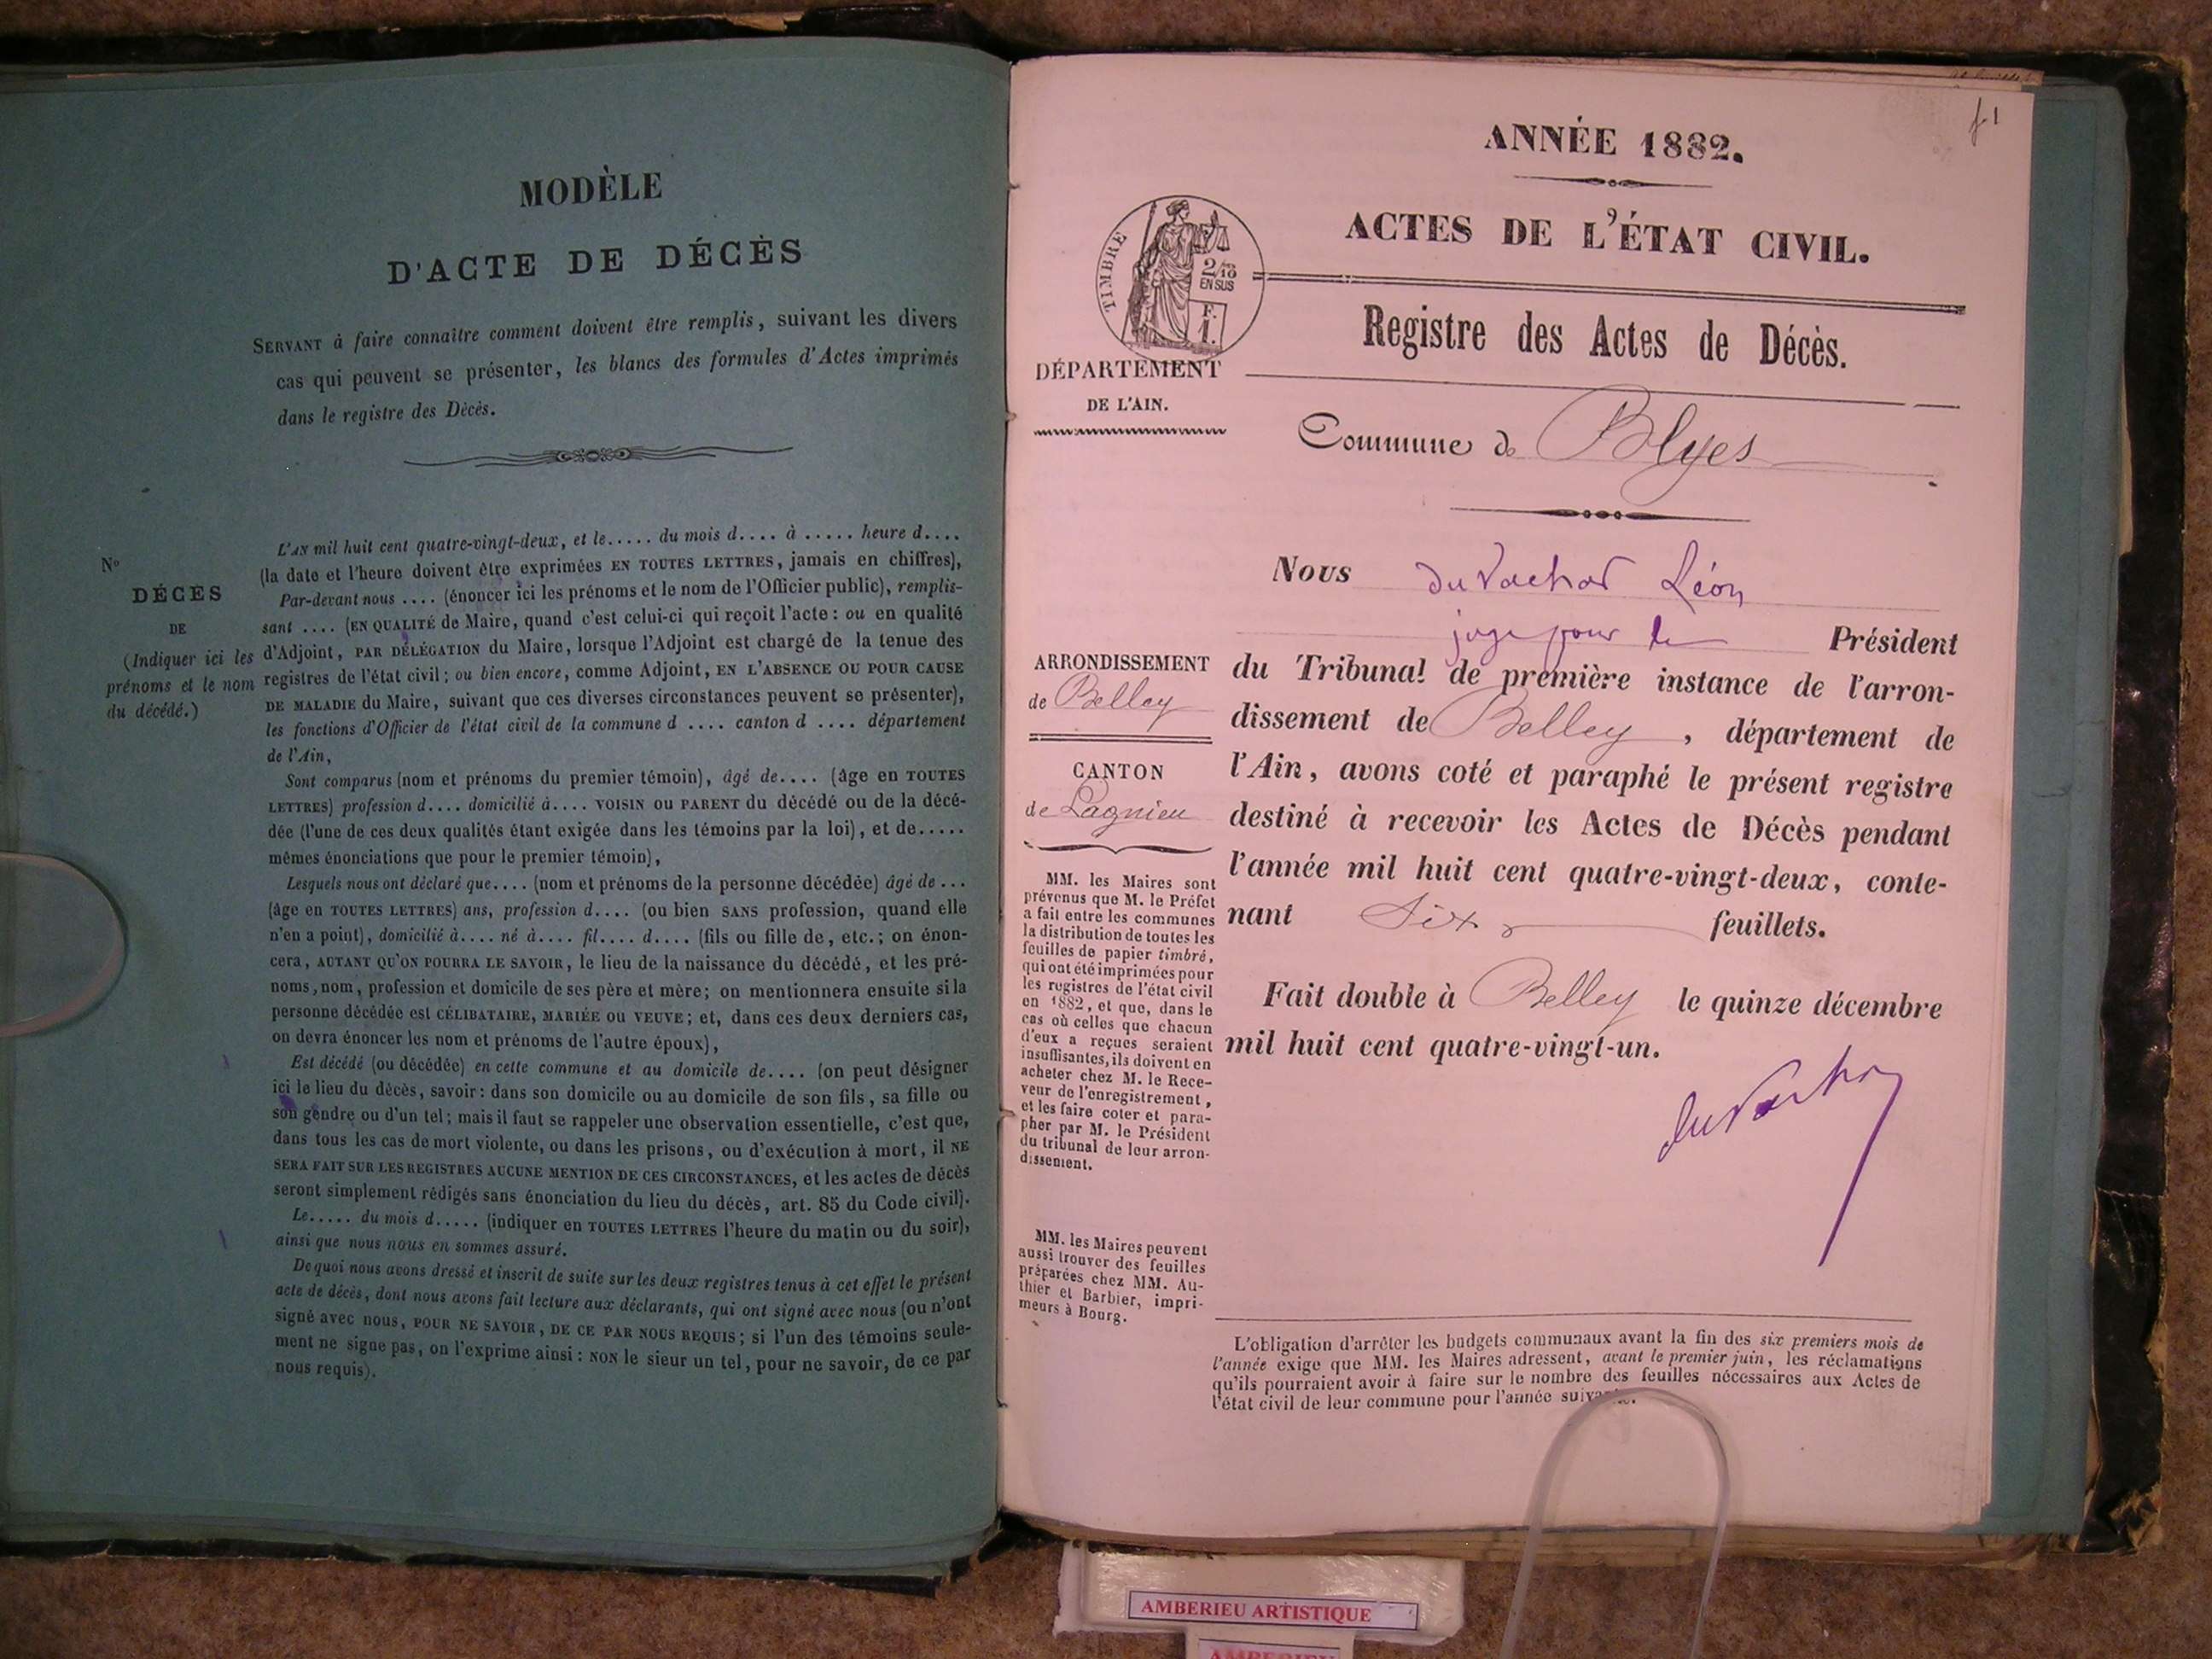 MODÈLE
D'ACTE DE DÉCÈS
SERVANT à faire connaître comment doivent être remplis, suivant les divers
cas qui peuvent se présenter, les blancs des formules d'Actes imprimés
dans le registre des Décès.
No
DÉCÈS
DE
(Indiquer ici les
prénoms et le nom
du décédé.)
L'AN mil huit cent quatre-vingt-deux, et le..... du mois d.... à ..... heure d....
(la date et l'heure doivent être exprimées EN TOUTES LETTRES, jamais en chiffres),
Par-devant nous .... (énoncer ici les prénoms et le nom de l'Officier public), remplis-
sant .... (EN QUALITÉ de Maire, quand c'est celui-ci qui reçoit l'acte: ou en qualité
d'Adjoint, PAR DÉLÉGATION du Maire, lorsque l'Adjoint est chargé de la tenue des
registres de l'état civil; ou bien encore, comme Adjoint, EN L'ABSENCE OU POUR CAUSE
DE MALADIE du Maire, suivant que ces diverses circonstances peuvent se présenter),
les fonctions d'Officier de l'état civil de la commune d .... canton d .... département
de l'Ain,
Sont comparus (nom et prénoms du premier témoin), âgé de.... (âge en TOUTES
LETTRES) profession d.... domicilié à.... VOISIN OU PARENT du décédé ou de la décé-
dée (l'une de ces deux qualités étant exigée dans les témoins par la loi), et de.....
mêmes énonciations que pour le premier témoin),
Lesquels nous ont déclaré que.... (nom et prénoms de la personne décédée) âgé de ...
(âge en TOUTES LETTRES) ans, profession d.... (ou bien SANS profession, quand elle
n'en a point), domicilié à.... né à.... fil.... d.... (fils ou fille de, etc.; on énon-
cera, AUTANT QU'ON POURRA LE SAVOIR, le lieu de la naissance du décédé, et les pré-
noms, nom, profession et domicile de ses père et mère; on mentionnera ensuite si la
personne décédée est CÉLIBATAIRE, MARIÉE OU VEUVE; et, dans ces deux derniers cas,
on devra énoncer les nom et prénoms de l'autre époux),
Est décédé (ou décédée) en cette commune et au domicile de.... (on peut désigner
ici le lieu du décès, savoir: dans son domicile ou au domicile de son fils, sa fille ou
son gendre ou d'un tel; mais il faut se rappeler une observation essentielle, c'est que,
dans tous les cas de mort violente, ou dans les prisons, ou d'exécution à mort, il NE
SERA FAIT SUR LES REGISTRES AUCUNE MENTION DE CES CIRCONSTANCES, et les actes de décès
seront simplement rédigés sans énonciation du lieu du décès, art. 85 du Code civil).
Le..... du mois d..... (indiquer en TOUTES LETTRES l'heure du matin ou du soir),
ainsi que nous nous en sommes assuré.
De quoi nous avons dressé et inscrit de suite sur les deux registres tenus à cet effet le présent
acte de décès, dont nous avons fait lecture aux déclarants, qui ont signé avec nous (ou n'ont
signé avec nous, POUR NE SAVOIR, DE CE PAR NOUS REQUIS; si l'un des témoins seule-
ment ne signe pas, on l'exprime ainsi: NON le sieur un tel, pour ne savoir, de ce par
nous requis).
f 1
ANNÉE 1882.
ACTES DE L'ÉTAT CIVIL.
TIMBRE
2/10
EN SUS
F.
1.
Registre des Actes de Décès.
DÉPARTEMENT
DE L'AIN.
Commune de Blyes
Nous du Vachat Léon
juge pour le Président
du Tribunal de première instance de l'arron-
dissement de Belley, département de
l'Ain, avons coté et paraphé le présent registre
destiné à recevoir les Actes de Décès pendant
l'année mil huit cent quatre-vingt-deux, conte-
nant Six feuillets.
Fait double à Belley le quinze décembre
mil huit cent quatre-vingt-un.
du Vachat
ARRONDISSEMENT
de Belley
CANTON
de Lagnieu
MM. les Maires sont
prévenus que M. le Préfet
a fait entre les communes
la distribution de toutes les
feuilles de papier timbré,
qui ont été imprimées pour
les registres de l'état civil
en 1882, et que, dans le
cas où celles que chacun
d'eux a reçues seraient
insuffisantes, ils doivent en
acheter chez M. le Rece-
veur de l'enregistrement,
et les faire coter et para-
pher par M. le Président
du tribunal de leur arron-
dissement.
MM. les Maires peuvent
aussi trouver des feuilles
préparées chez MM. Au-
thier et Barbier, impri-
meurs à Bourg.
L'obligation d'arrêter les budgets communaux avant la fin des six premiers mois de
l'année exige que MM. les Maires adressent, avant le premier juin, les réclamations
qu'ils pourraient avoir à faire sur le nombre des feuilles nécessaires aux Actes de
l'état civil de leur commune pour l'année suivante.
AMBERIEU ARTISTIQUE
AMBERIEU